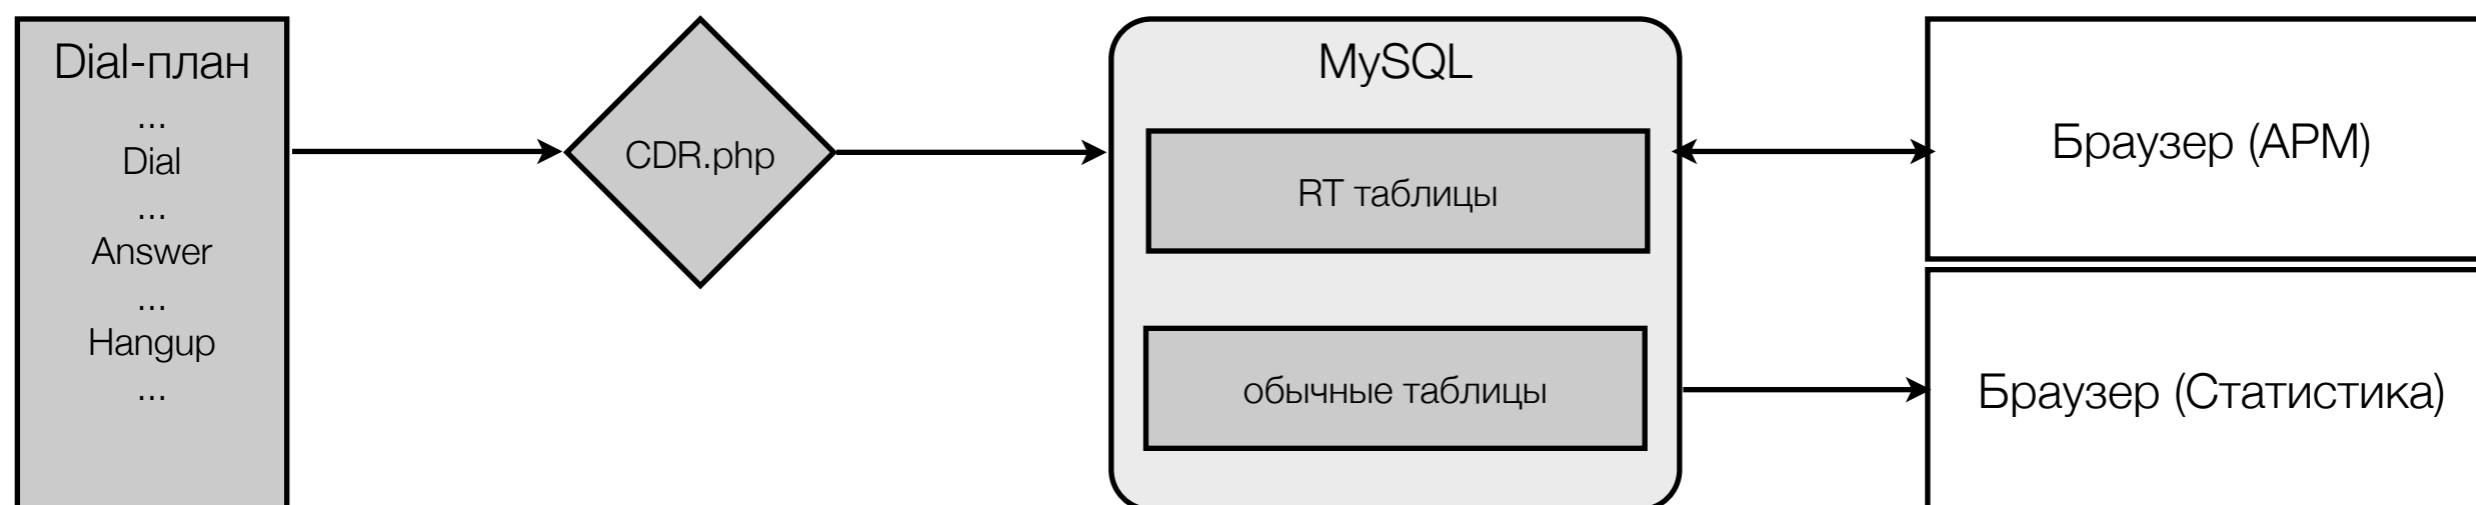 Dial-план
...
Dial
...
Answer
...
Hangup
...
CDR.php
MySQL
RT таблицы
обычные таблицы
Браузер (АРМ)
Браузер (Статистика)